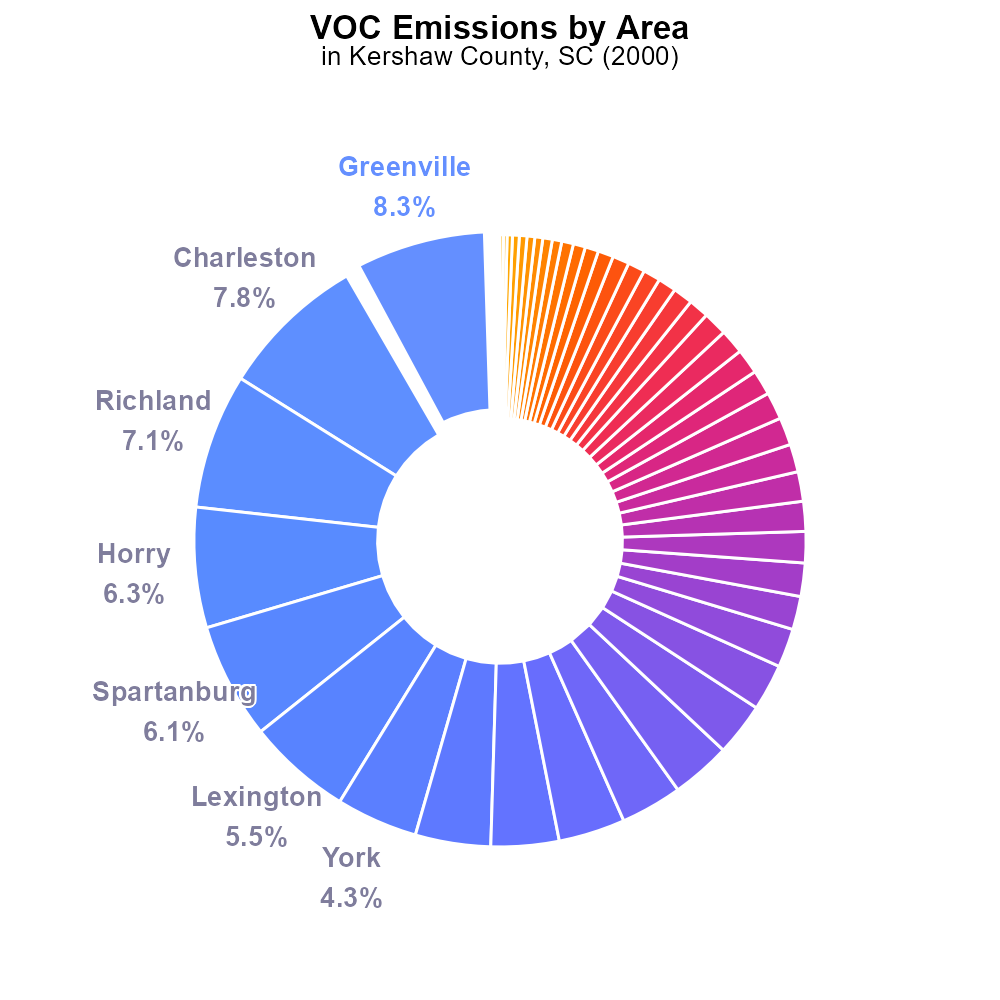 VOC Emissions by Area
in Kershaw County, SC (2000)
Greenville
8.3%
Charleston
7.8%
Richland
7.1%
Horry
6.3%
Spartanburg
6.1%
Lexington
5.5%
York
4.3%